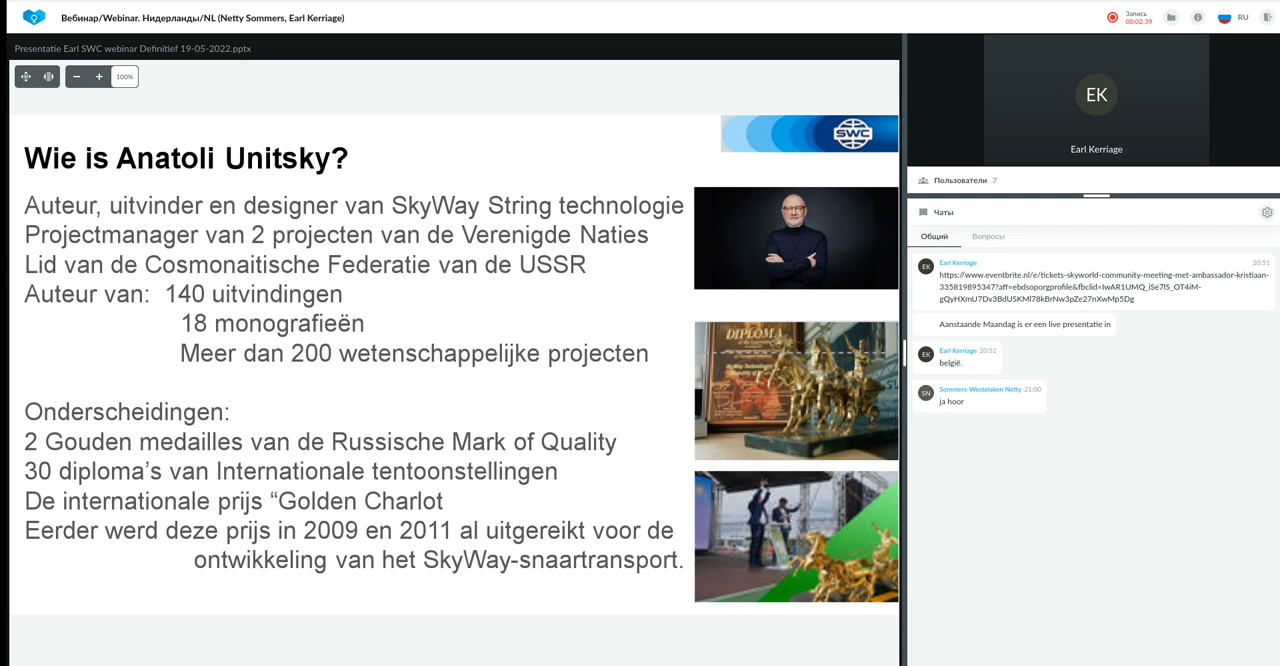 Вебинар/Webinar. Нидерланды/NL (Netty Sommers, Earl Kerriage)
Запись
00:02:39
RU
Presentatie Earl SWC webinar Definitief 19-05-2022.pptx
100%
Wie is Anatoli Unitsky?
SWC
Auteur, uitvinder en designer van SkyWay String technologie
Projectmanager van 2 projecten van de Verenigde Naties
Lid van de Cosmonaitische Federatie van de USSR
Auteur van: 140 uitvindingen
18 monografieën
Meer dan 200 wetenschappelijke projecten
Onderscheidingen:
2 Gouden medailles van de Russische Mark of Quality
30 diploma's van Internationale tentoonstellingen
De internationale prijs “Golden Charlot
Eerder werd deze prijs in 2009 en 2011 al uitgereikt voor de
ontwikkeling van het SkyWay-snaartransport.
DIPLOMA
EK
Earl Kerriage
Пользователи 7
Чаты
Общий Вопросы
EK
Earl Kerriage 20:51
https://www.eventbrite.nl/e/tickets-skyworld-community-meeting-met-ambassador-kristiaan-
335819895347?aff=ebdsoporgprofile&fbclid=IwAR1UMQ_iSe7lS_OT4iM-
gQyHXmU7Dv3BdUSKMl78kBrNw3pZe27nXwMp5Dg
Aanstaande Maandag is er een live presentatie in
EK
Earl Kerriage 20:52
belgië.
SN
Sommers-Westelaken Netty 21:00
ja hoor